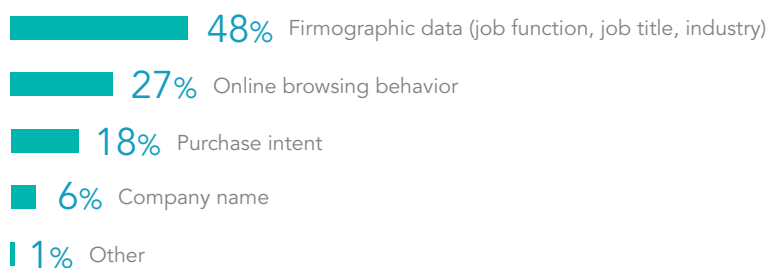 48% Firmographic data (job function, job title, industry)
27% Online browsing behavior
18% Purchase intent
6% Company name
1% Other